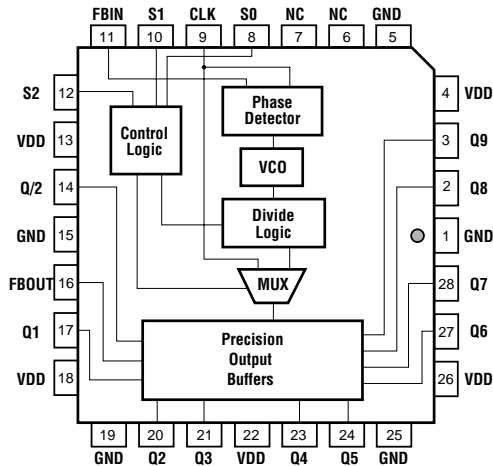 FBIN S1 CLK S0 NC NC GND
11 10 9 8 7 6 5
S2 12
VDD 13
Q/2 14
GND 15
FBOUT 16
Q1 17
VDD 18
Control
Logic
Phase
Detector
VCO
Divide
Logic
MUX
Precision
Output
Buffers
4 VDD
3 Q9
2 Q8
1 GND
28 Q7
27 Q6
26 VDD
19 20 21 22 23 24 25
GND Q2 Q3 VDD Q4 Q5 GND